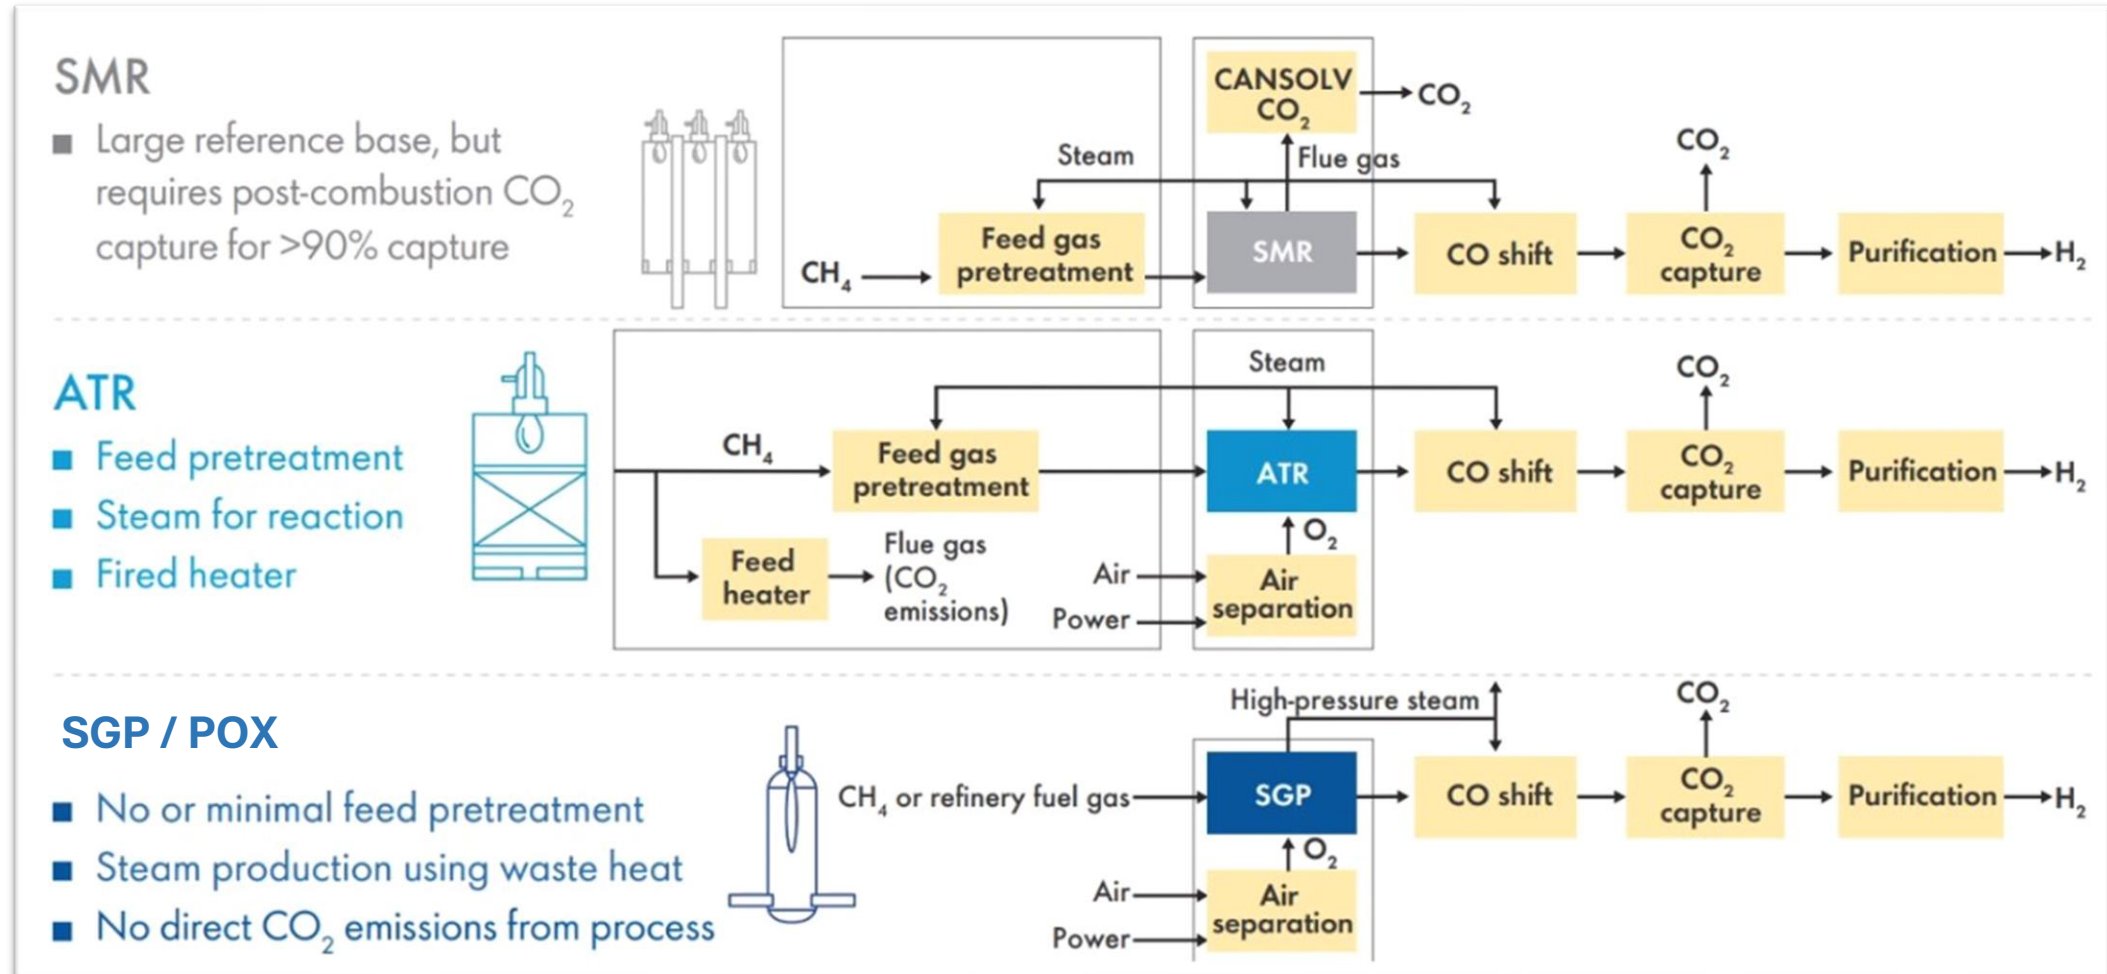 SMR
■ Large reference base, but
requires post-combustion CO₂
capture for >90% capture
CANSOLV
CO₂
CO₂
Steam
Flue gas
CH₄
Feed gas
pretreatment
SMR
CO shift
CO₂
CO₂
capture
Purification
H₂
ATR
■ Feed pretreatment
■ Steam for reaction
■ Fired heater
Steam
CH₄
Feed gas
pretreatment
ATR
CO shift
CO₂
CO₂
capture
Purification
H₂
Feed
heater
Flue gas
(CO₂
emissions)
O₂
Air
Power
Air
separation
SGP / POX
■ No or minimal feed pretreatment
■ Steam production using waste heat
■ No direct CO₂ emissions from process
High-pressure steam
CH₄ or refinery fuel gas
SGP
CO shift
CO₂
CO₂
capture
Purification
H₂
O₂
Air
Power
Air
separation